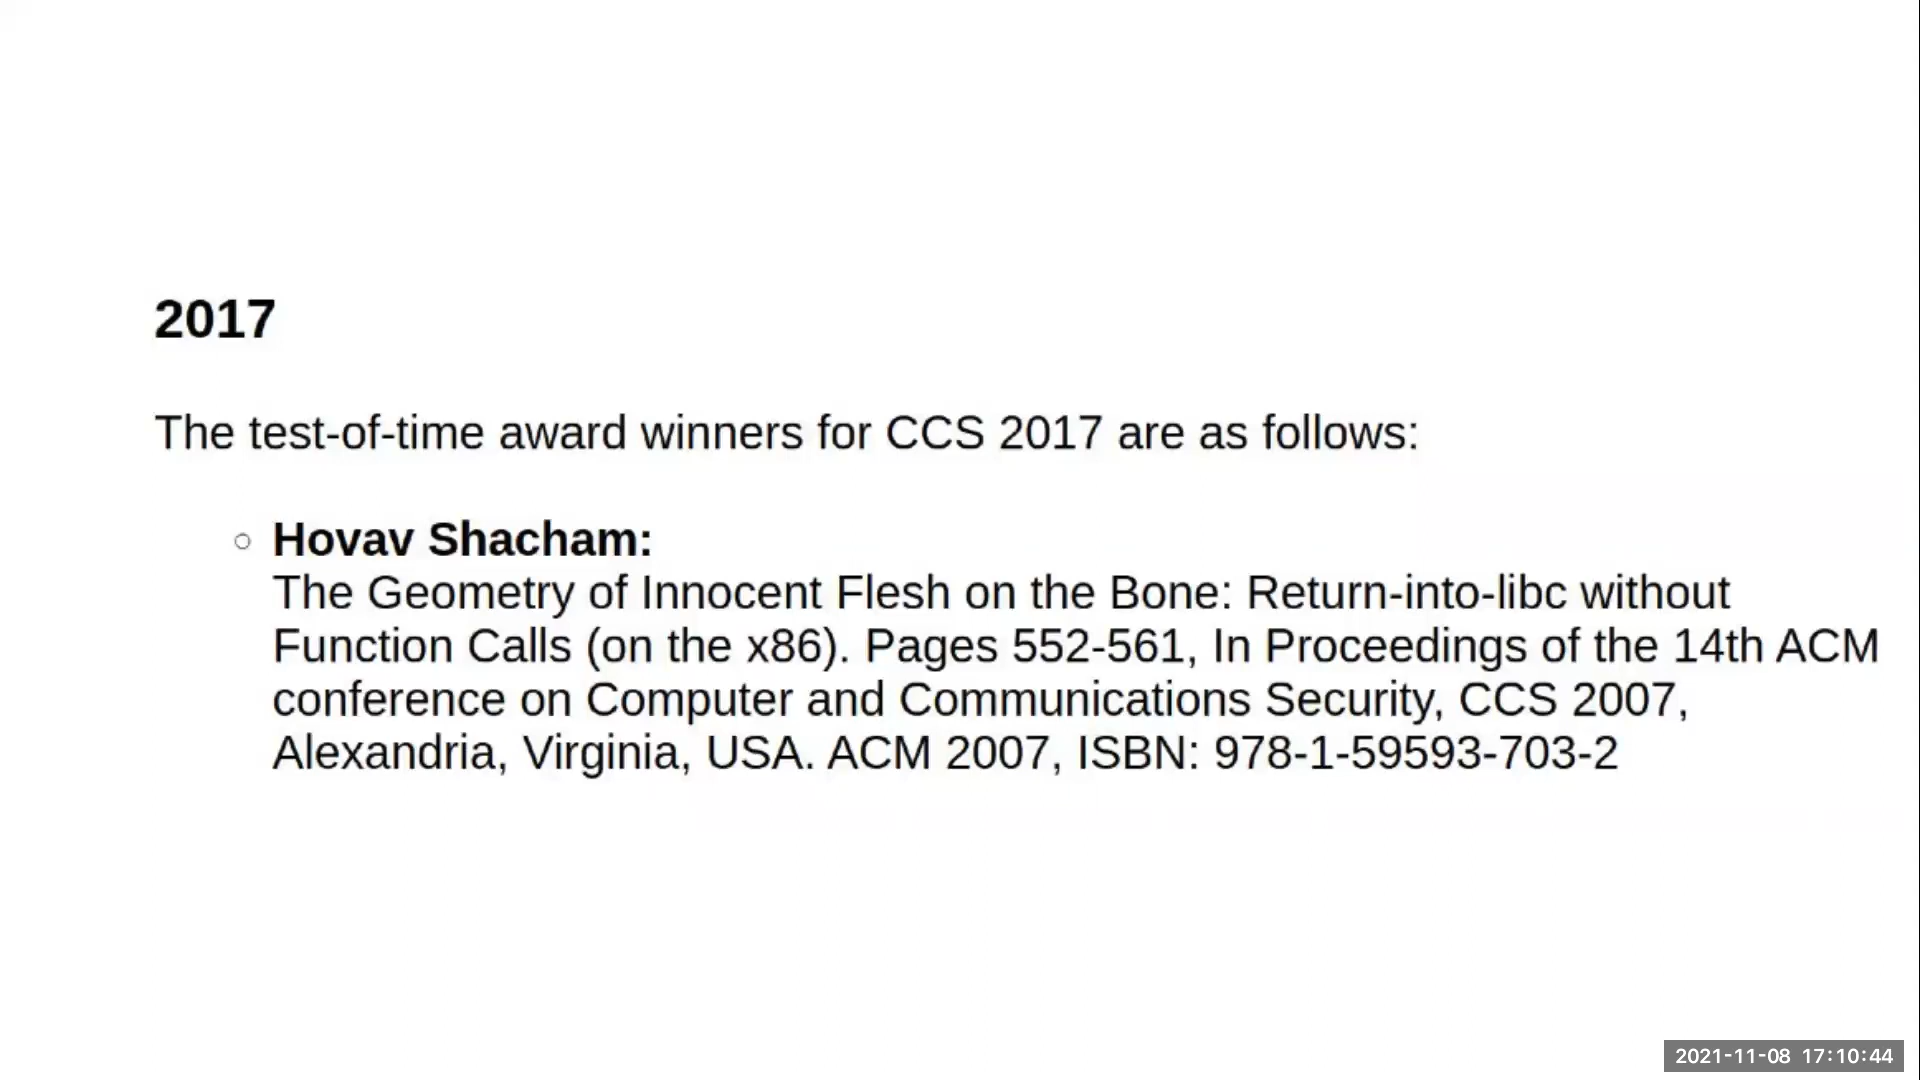 2017
The test-of-time award winners for CCS 2017 are as follows:
Hovav Shacham:
The Geometry of Innocent Flesh on the Bone: Return-into-libc without
Function Calls (on the x86). Pages 552-561, In Proceedings of the 14th ACM
conference on Computer and Communications Security, CCS 2007,
Alexandria, Virginia, USA. ACM 2007, ISBN: 978-1-59593-703-2
2021-11-08 17:10:44